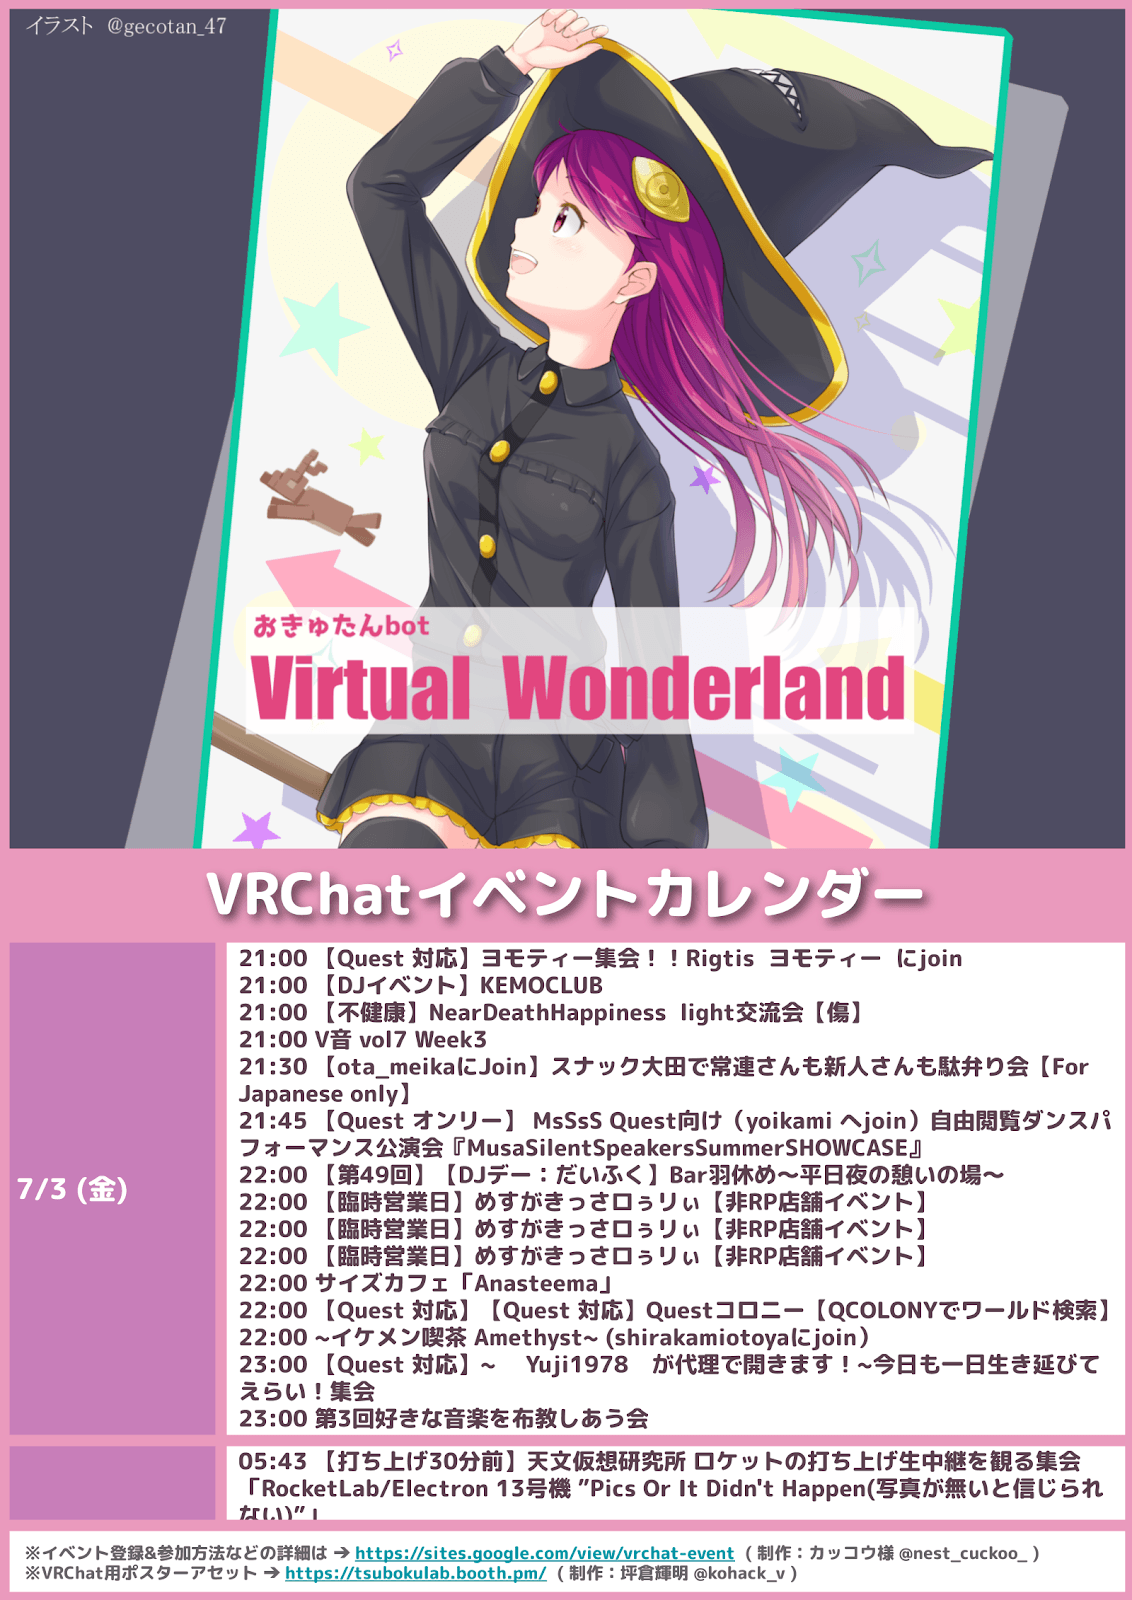 イラスト @gecotan_47
おきゅたんbot
Virtual Wonderland
VRChatイベントカレンダー
7/3 (金)
21:00 【Quest 対応】ヨモティー集会！！Rigtis ヨモティー にjoin
21:00 【DJイベント】KEMOCLUB
21:00 【不健康】NearDeathHappiness light交流会【傷】
21:00 V音 vol7 Week3
21:30 【ota_meikaにJoin】スナック大田で常連さんも新人さんも駄弁り会【For
Japanese only】
21:45 【Quest オンリー】 MsSsS Quest向け（yoikami へjoin）自由閲覧ダンスパ
フォーマンス公演会『MusaSilentSpeakersSummerSHOWCASE』
22:00 【第49回】【DJデー：だいふく】Bar羽休め～平日夜の憩いの場～
22:00 【臨時営業日】めすがきっさロぅリぃ【非RP店舗イベント】
22:00 【臨時営業日】めすがきっさロぅリぃ【非RP店舗イベント】
22:00 【臨時営業日】めすがきっさロぅリぃ【非RP店舗イベント】
22:00 サイズカフェ「Anasteema」
22:00 【Quest 対応】【Quest 対応】Questコロニー【QCOLONYでワールド検索】
22:00 ~イケメン喫茶 Amethyst~ (shirakamiotoyaにjoin）
23:00 【Quest 対応】~　Yuji1978　が代理で開きます！~今日も一日生き延びて
えらい！集会
23:00 第3回好きな音楽を布教しあう会
05:43 【打ち上げ30分前】天文仮想研究所 ロケットの打ち上げ生中継を観る集会
「RocketLab/Electron 13号機 ”Pics Or It Didn't Happen(写真が無いと信じられ
ない)”」
※イベント登録&参加方法などの詳細は → https://sites.google.com/view/vrchat-event （ 制作：カッコウ様 @nest_cuckoo_ ）
※VRChat用ポスターアセット → https://tsubokulab.booth.pm/ （ 制作：坪倉輝明 @kohack_v ）